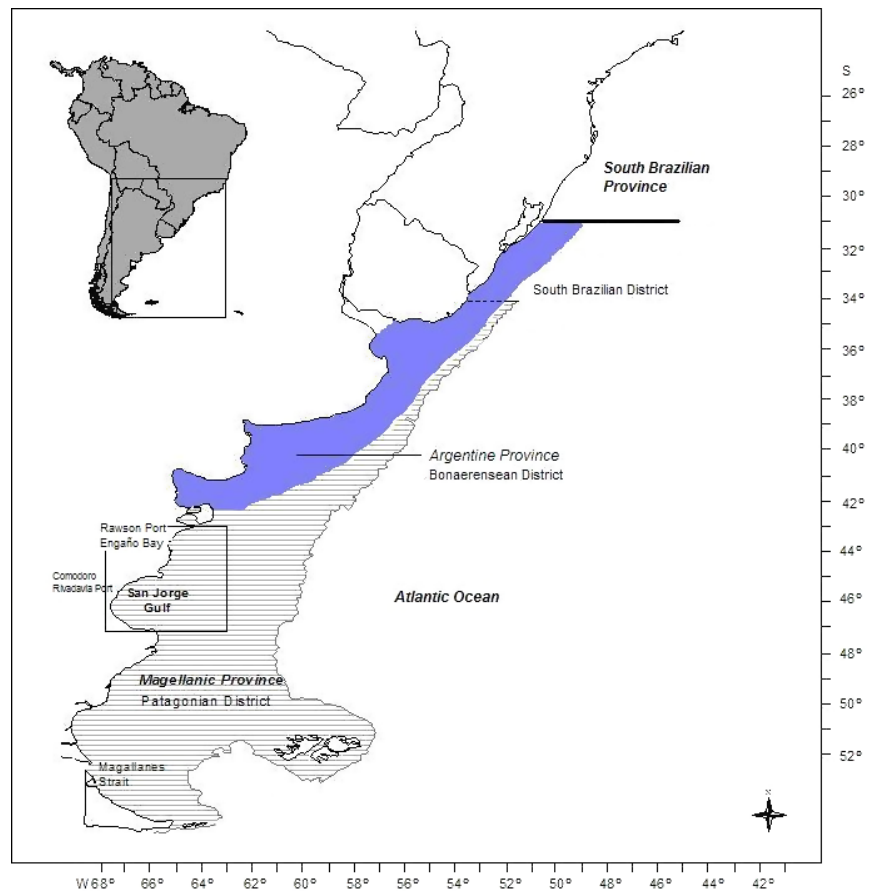 S
26°
28°
South Brazilian
Province
30°
32°
South Brazilian District
34°
36°
38°
Argentine Province
40°
Bonaerensean District
42°
Rawson Port
Engaño Bay
44°
Comodoro
Rivadavia Port
San Jorge
Gulf
Atlantic Ocean
46°
48°
Magellanic Province
Patagonian District
50°
52°
Magallanes
Strait
W 68° 66° 64° 62° 60° 58° 56° 54° 52° 50° 48° 46° 44° 42°